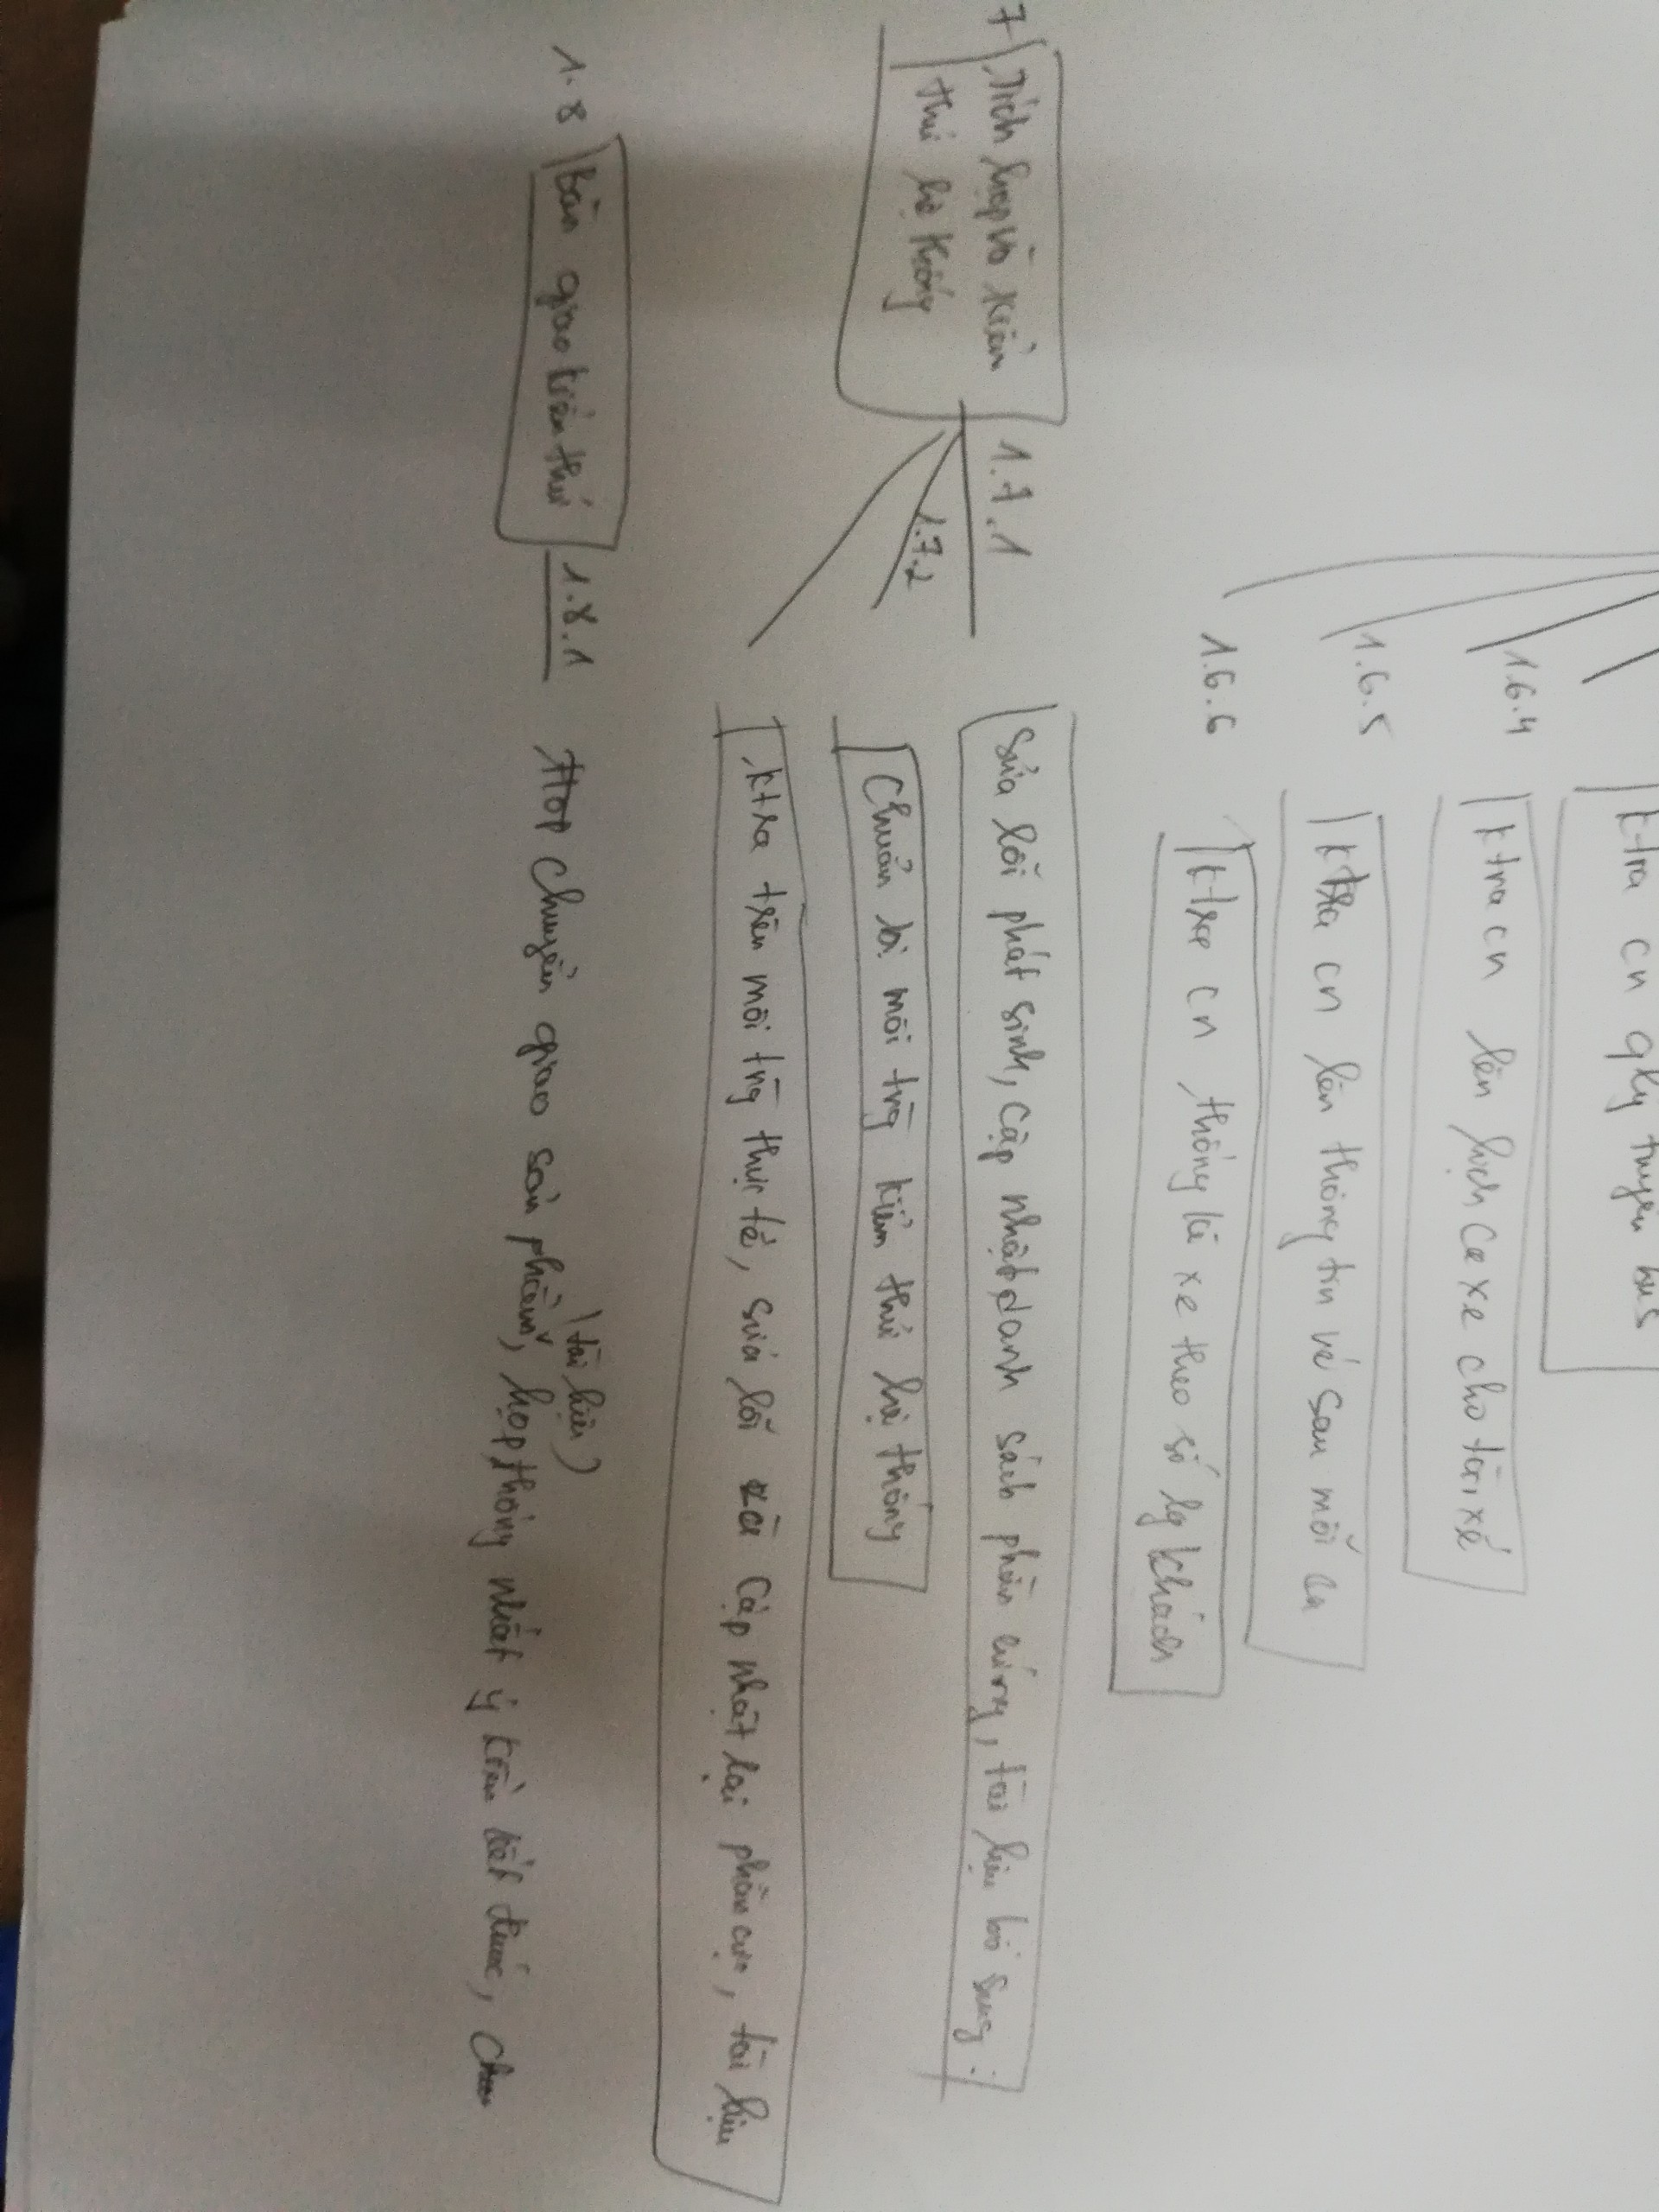 ktra cn qlý tuyến bus
1.6.4 ktra cn lên lịch ca xe cho tài xế
1.6.5 ktra cn lên thông tin vé sau mỗi ca
1.6.6 ktra cn thống kê xe theo số lg khách
7 Tích hợp và kiểm
thử hệ thống
1.7.1 Sửa lỗi phát sinh, cập nhật danh sách phần cứng, tài liệu bổ sung
1.7.2 Chuẩn bị môi trg kiểm thử hệ thống
ktra trên môi trg thực tế, sửa lỗi và cập nhật lại phần cứng, tài liệu
1.8 Bàn giao kiểm thử 1.8.1 Chuyển giao sản phẩm, (tài liệu) họp thống nhất ý kiến kết thúc,